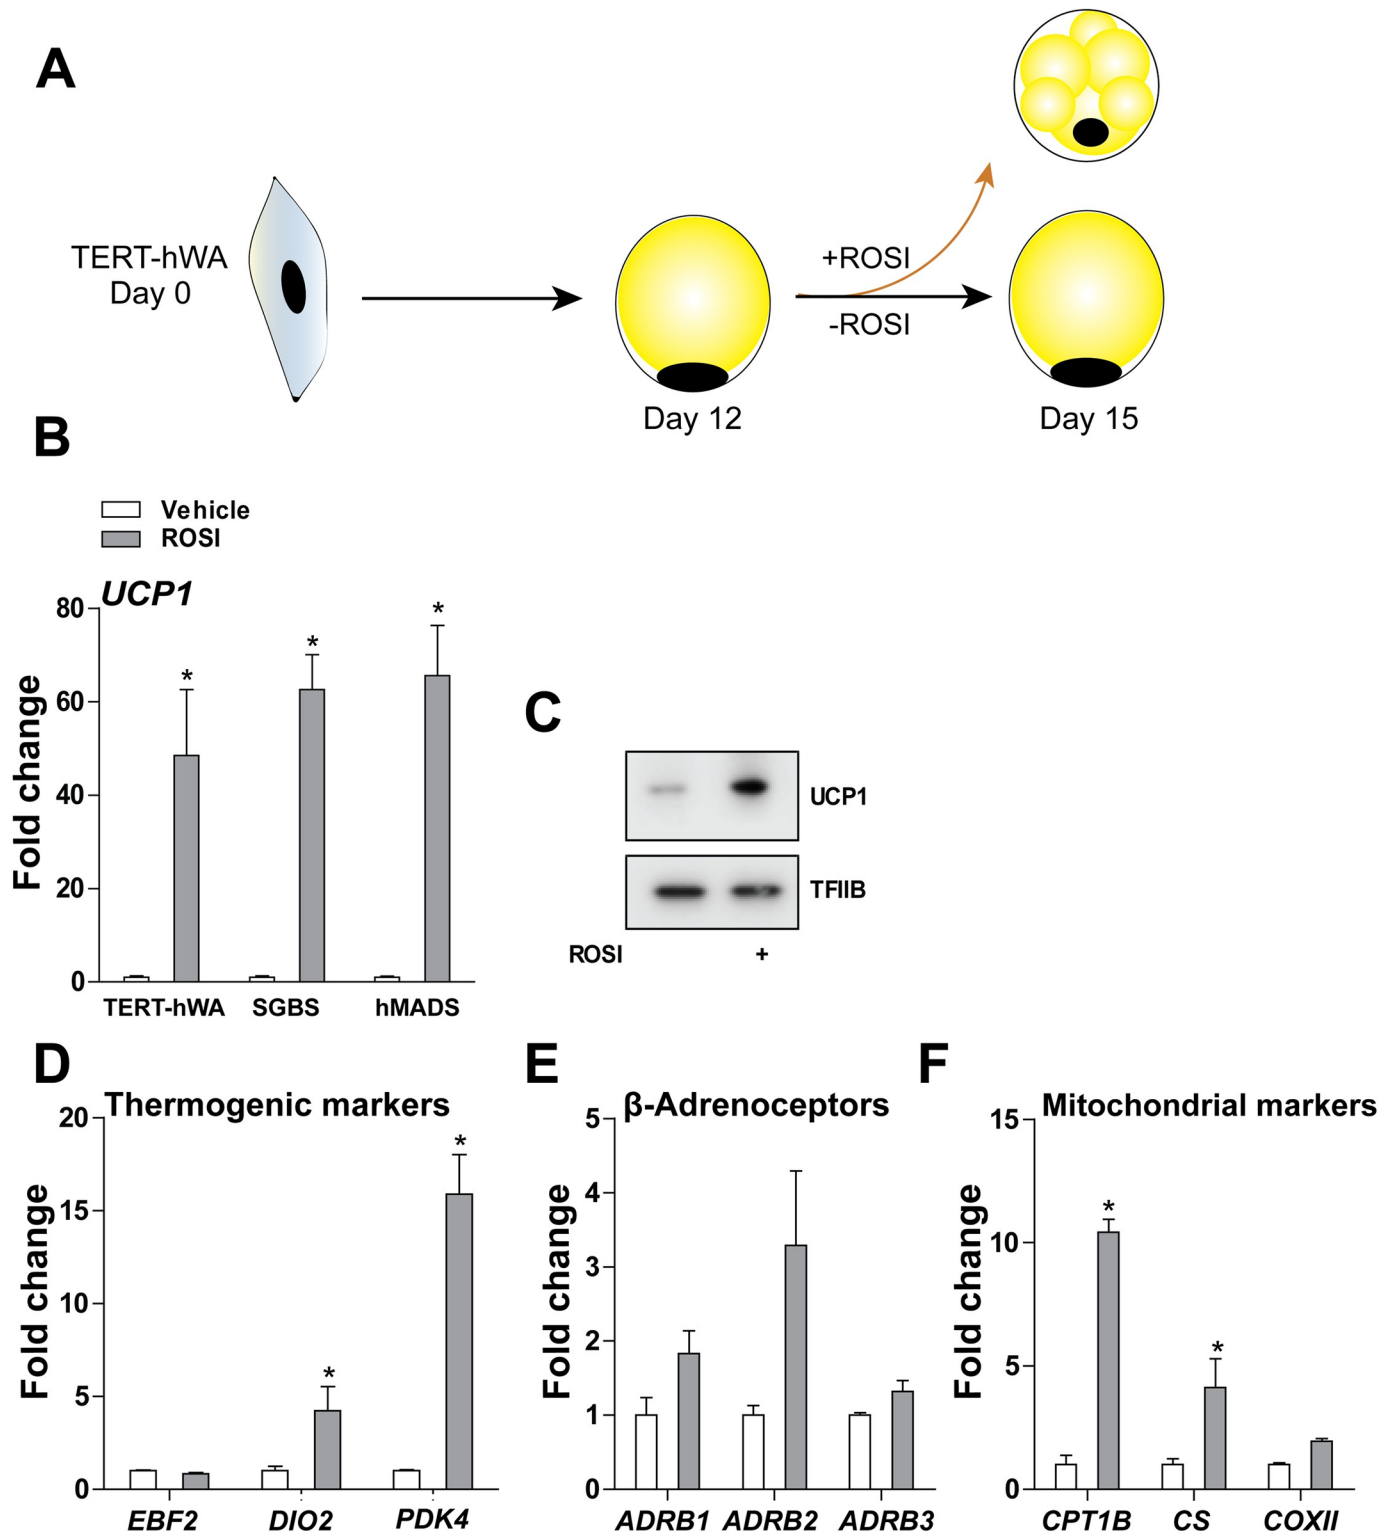 A
TERT-hWA
Day 0
+ROSI
-ROSI
Day 12
Day 15
B
Vehicle
ROSI
UCP1
Fold change
80
60
40
20
0
*
*
*
TERT-hWA
SGBS
hMADS
C
UCP1
TFIIB
ROSI
+
D
Thermogenic markers
Fold change
20
15
10
5
0
*
*
EBF2
DIO2
PDK4
E
β-Adrenoceptors
Fold change
5
4
3
2
1
0
ADRB1
ADRB2
ADRB3
F
Mitochondrial markers
Fold change
15
10
5
0
*
*
CPT1B
CS
COXII